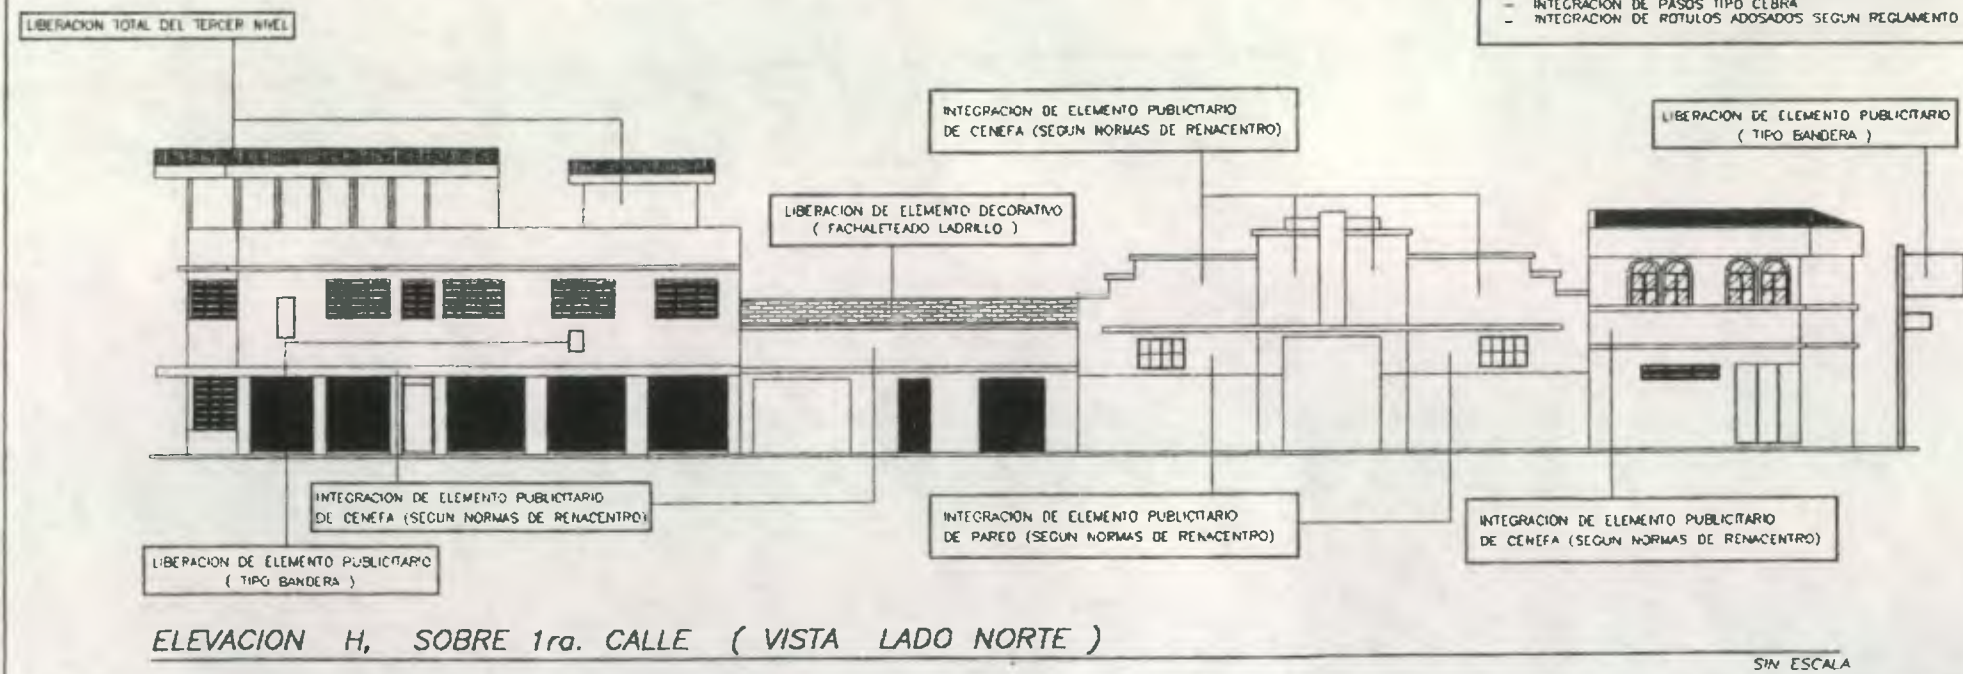 LIBERACION TOTAL DEL TERCER NIVEL
- INTEGRACION DE PASOS TIPO CEBRA
- INTEGRACION DE ROTULOS ADOSADOS SEGUN REGLAMENTO
INTEGRACION DE ELEMENTO PUBLICITARIO
DE CENEFA (SEGUN NORMAS DE RENACENTRO)
LIBERACION DE ELEMENTO PUBLICITARIO
( TIPO BANDERA )
LIBERACION DE ELEMENTO DECORATIVO
( FACHALETEADO LADRILLO )
INTEGRACION DE ELEMENTO PUBLICITARIO
DE CENEFA (SEGUN NORMAS DE RENACENTRO)
INTEGRACION DE ELEMENTO PUBLICITARIO
DE PARED (SEGUN NORMAS DE RENACENTRO)
INTEGRACION DE ELEMENTO PUBLICITARIO
DE CENEFA (SEGUN NORMAS DE RENACENTRO)
LIBERACION DE ELEMENTO PUBLICITARIO
( TIPO BANDERA )
ELEVACION H, SOBRE 1ra. CALLE ( VISTA LADO NORTE )
SIN ESCALA